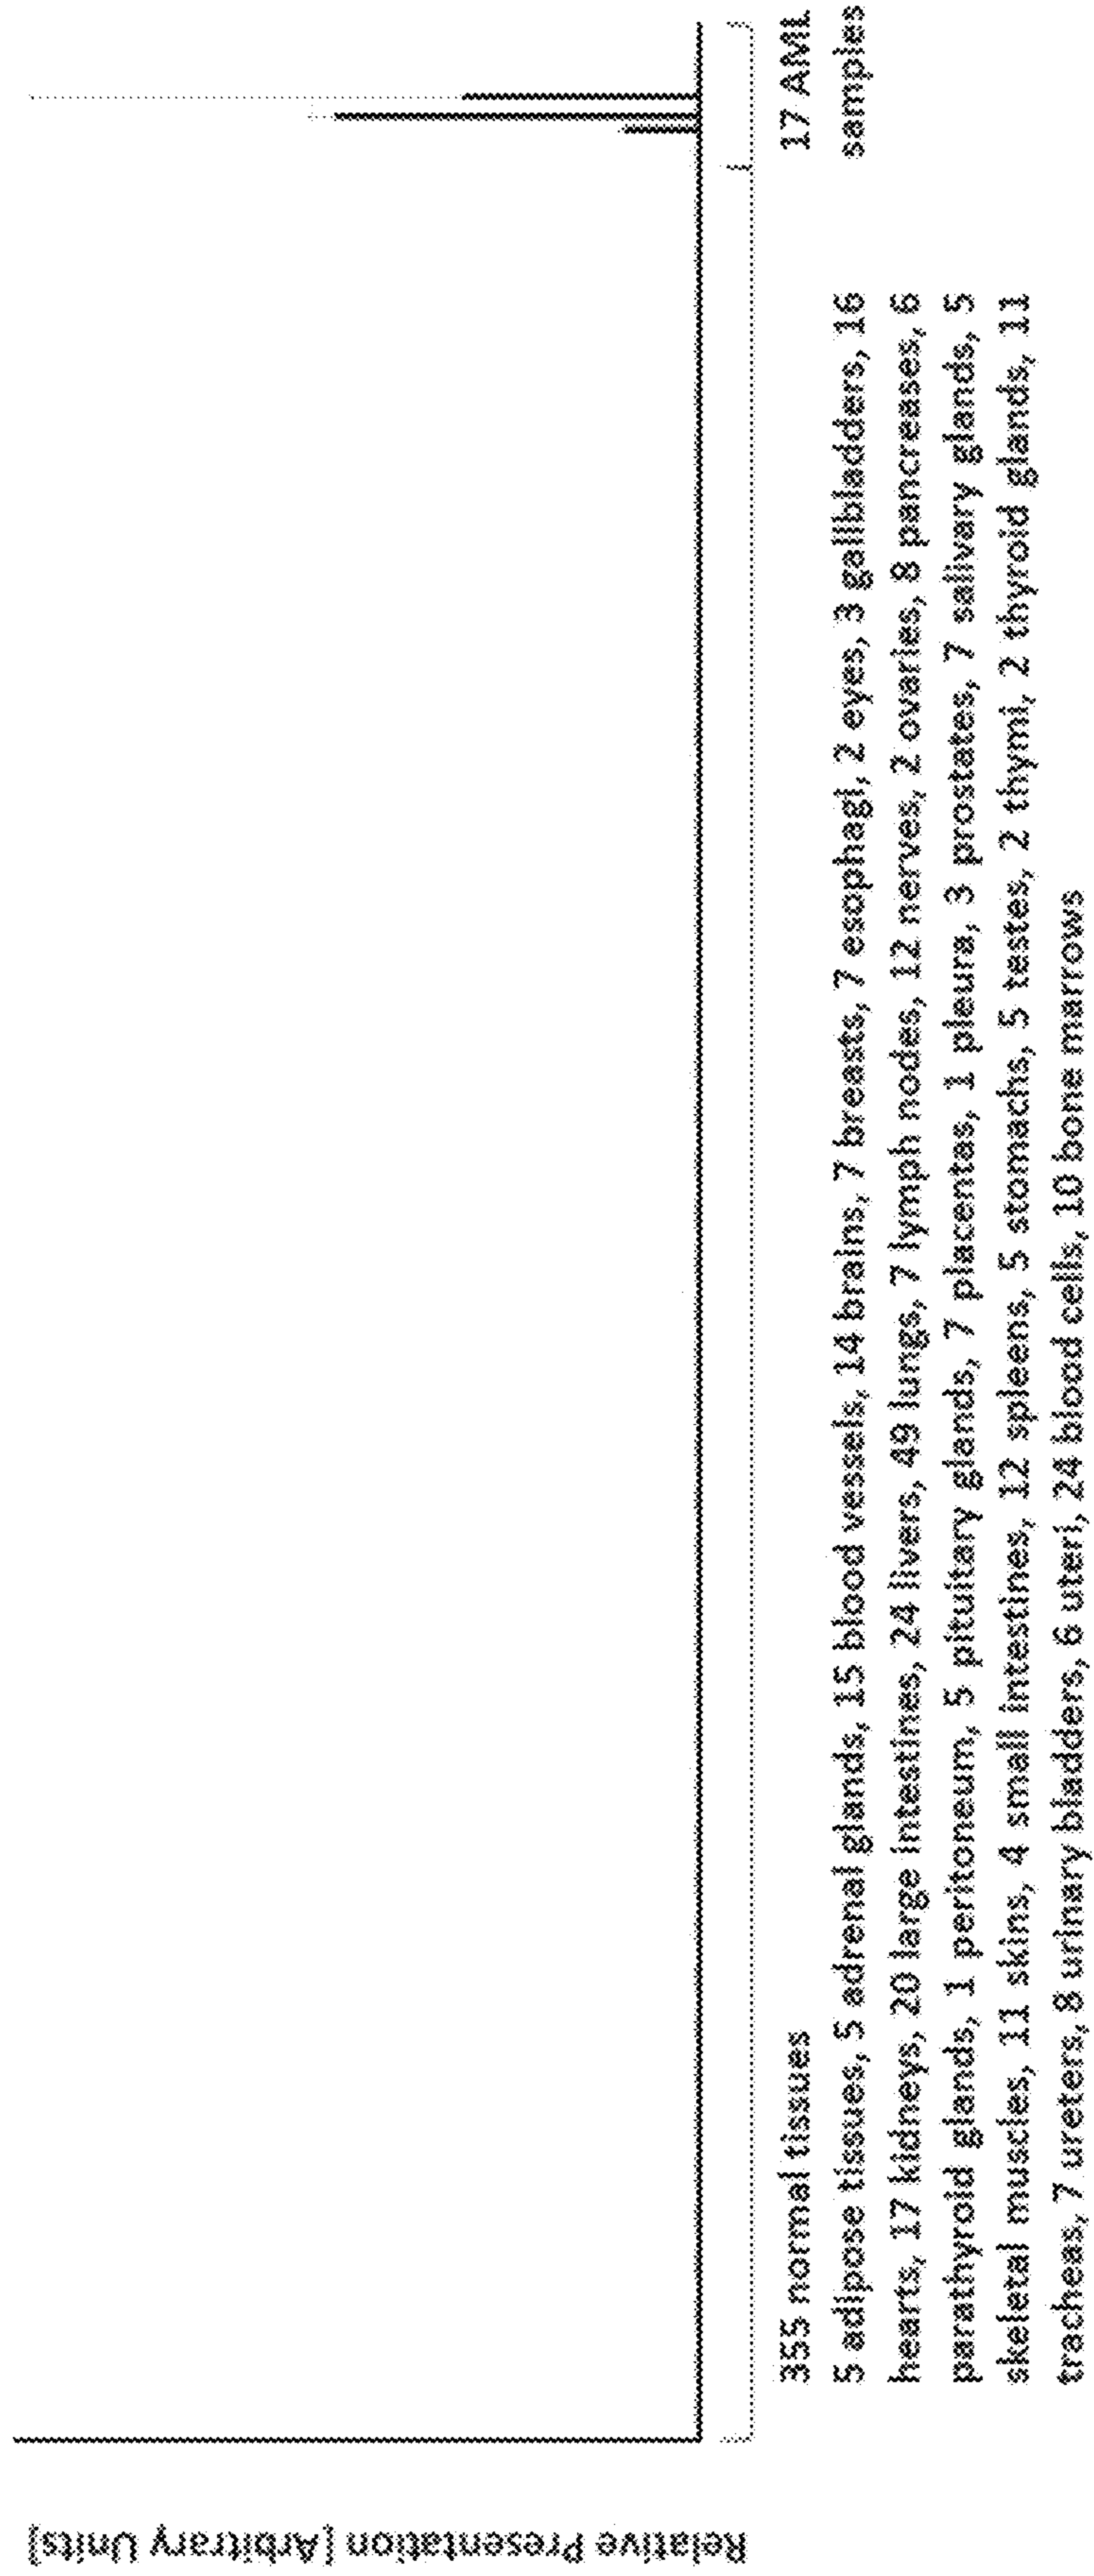 Relative Presentation [Arbitrary Units]
355 normal tissues
5 adipose tissues, 5 adrenal glands, 15 blood vessels, 14 brains, 7 breasts, 7 esophagi, 2 eyes, 3 gallbladders, 16
hearts, 17 kidneys, 20 large intestines, 24 livers, 49 lungs, 7 lymph nodes, 12 nerves, 2 ovaries, 8 pancreases, 6
parathyroid glands, 1 peritoneum, 5 pituitary glands, 7 placentas, 1 pleura, 3 prostates, 7 salivary glands, 5
skeletal muscles, 11 skins, 4 small intestines, 12 spleens, 5 stomachs, 5 testes, 2 thymi, 2 thyroid glands, 11
tracheas, 7 ureters, 8 urinary bladders, 6 uteri, 24 blood cells, 10 bone marrows
17 AML
samples